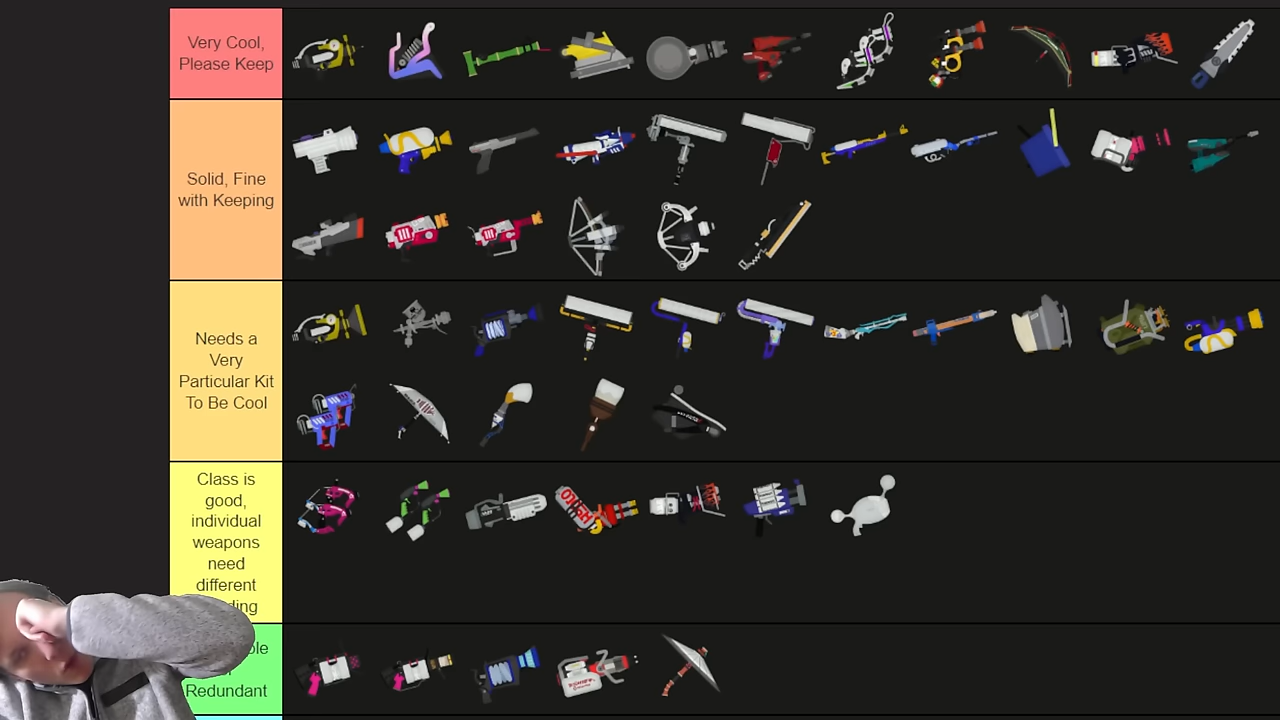 Very Cool,
Please Keep
Solid, Fine
with Keeping
Needs a
Very
Particular Kit
To Be Cool
Class is
good,
individual
weapons
need
different
Redundant